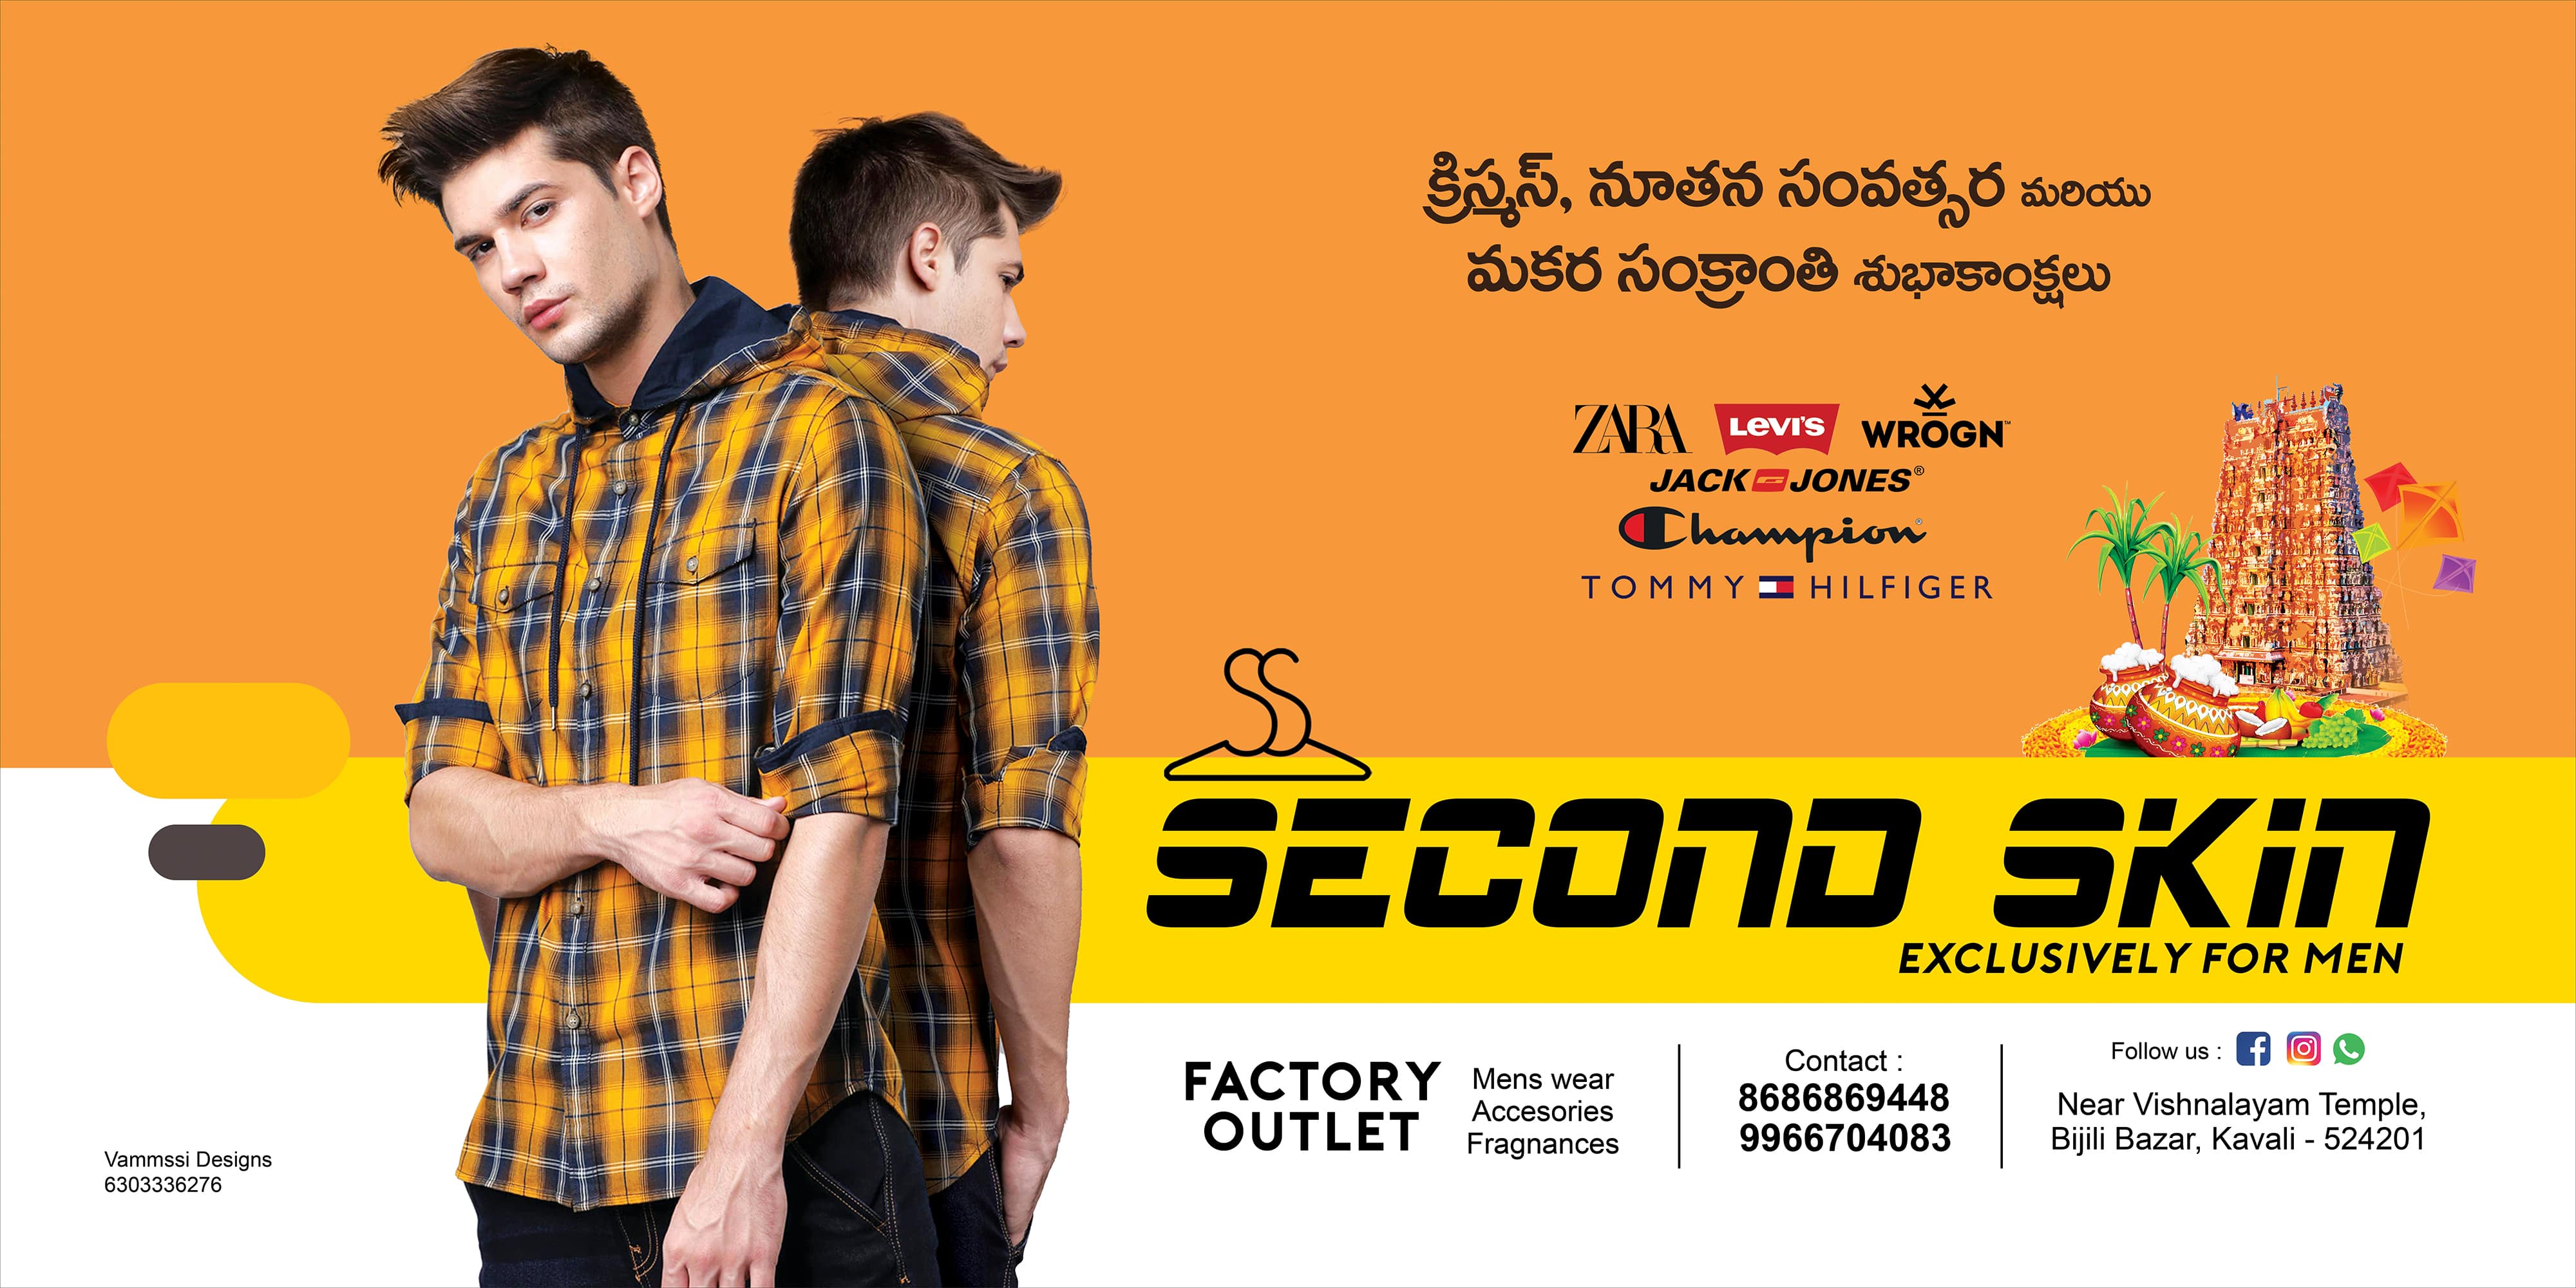 క్రిస్మస్, నూతన సంవత్సర మరియు
మకర సంక్రాంతి శుభాకాంక్షలు
ZARA LEVI'S WROGN™
JACK JONES®
Champion®
TOMMY HILFIGER
SECOND SKIN
EXCLUSIVELY FOR MEN
FACTORY
OUTLET
Mens wear
Accesories
Fragnances
Contact :
8686869448
9966704083
Follow us :
Near Vishnalayam Temple,
Bijili Bazar, Kavali - 524201
Vammssi Designs
6303336276